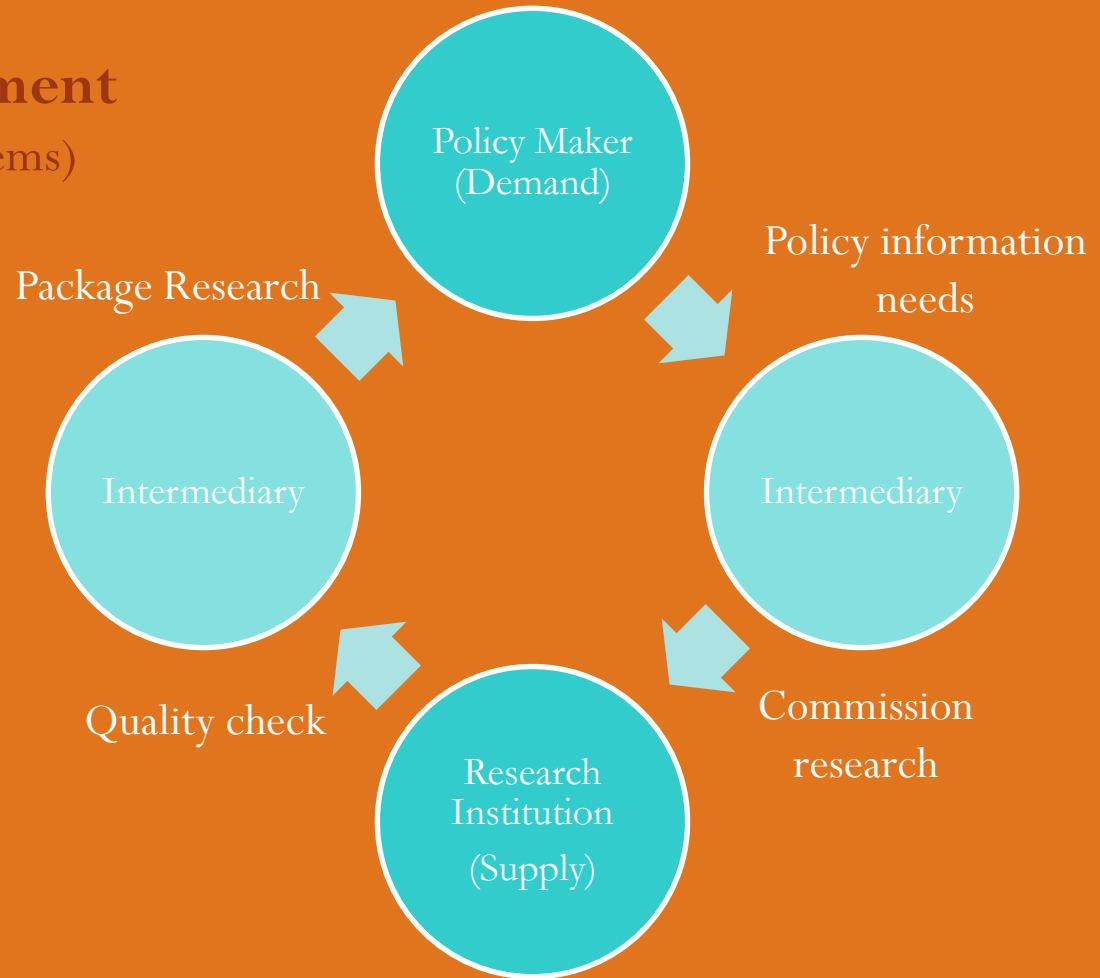 ment
ems)
Policy Maker
(Demand)
Policy information
needs
Package Research
Intermediary
Intermediary
Quality check
Commission
research
Research
Institution
(Supply)